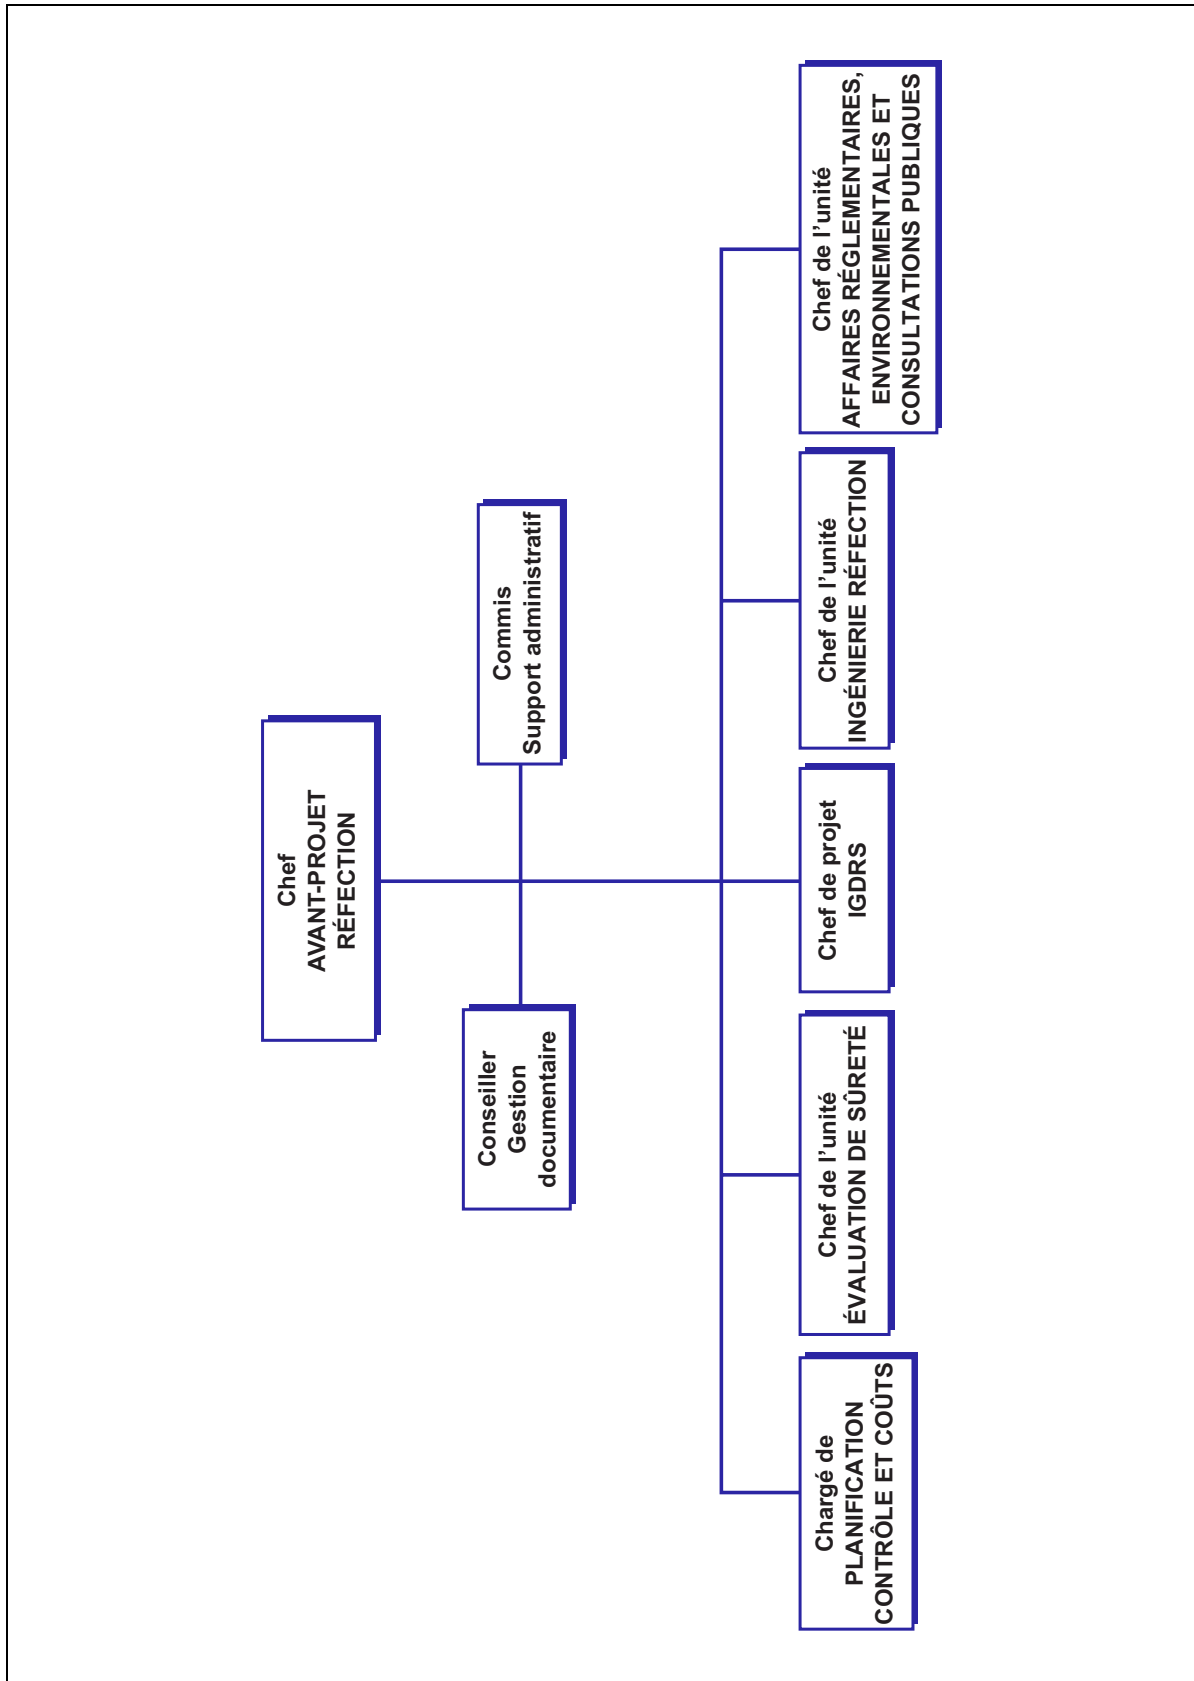 Chef
AVANT-PROJET
RÉFECTION
Conseiller
Gestion
documentaire
Commis
Support administratif
Chargé de
PLANIFICATION
CONTRÔLE ET COÛTS
Chef de l'unité
ÉVALUATION DE SÛRETÉ
Chef de projet
IGDRS
Chef de l'unité
INGÉNIERIE RÉFECTION
Chef de l'unité
AFFAIRES RÉGLEMENTAIRES,
ENVIRONNEMENTALES ET
CONSULTATIONS PUBLIQUES